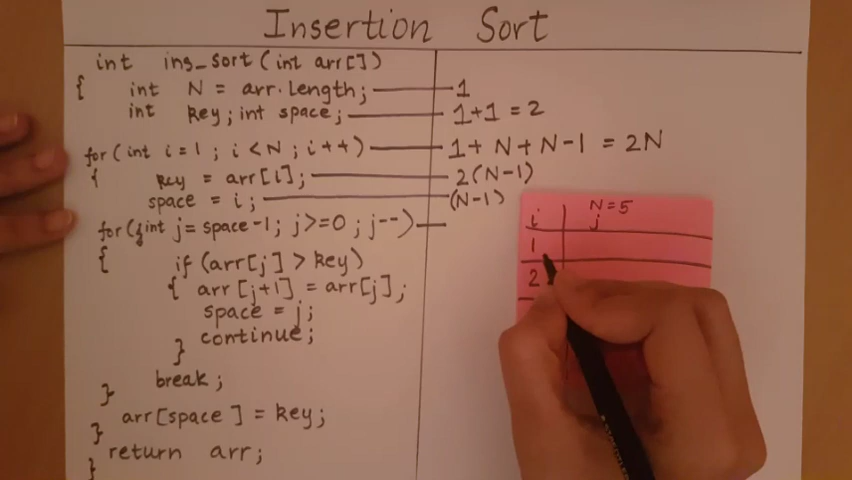 Insertion Sort
int ins_sort (int arr[])
{ int N = arr.length; 1
int key; int space; 1+1 = 2
for (int i=1 ; i<N ; i++) 1+N+N-1 = 2N
{ key = arr[i]; 2(N-1)
space = i; (N-1)
for(int j= space-1; j>=0 ; j--)
{ if (arr[j] > key)
{ arr[j+1] = arr[j];
space = j;
continue;
}
} break;
arr[space] = key;
}
return arr;
}
N=5
i j
1
2